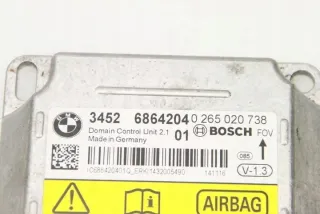 3452 6864204 0 265 020 738
Domain Control Unit 2.1 01 BOSCH FOV
Made in Germany
V-1.3
141118
AIRBAG